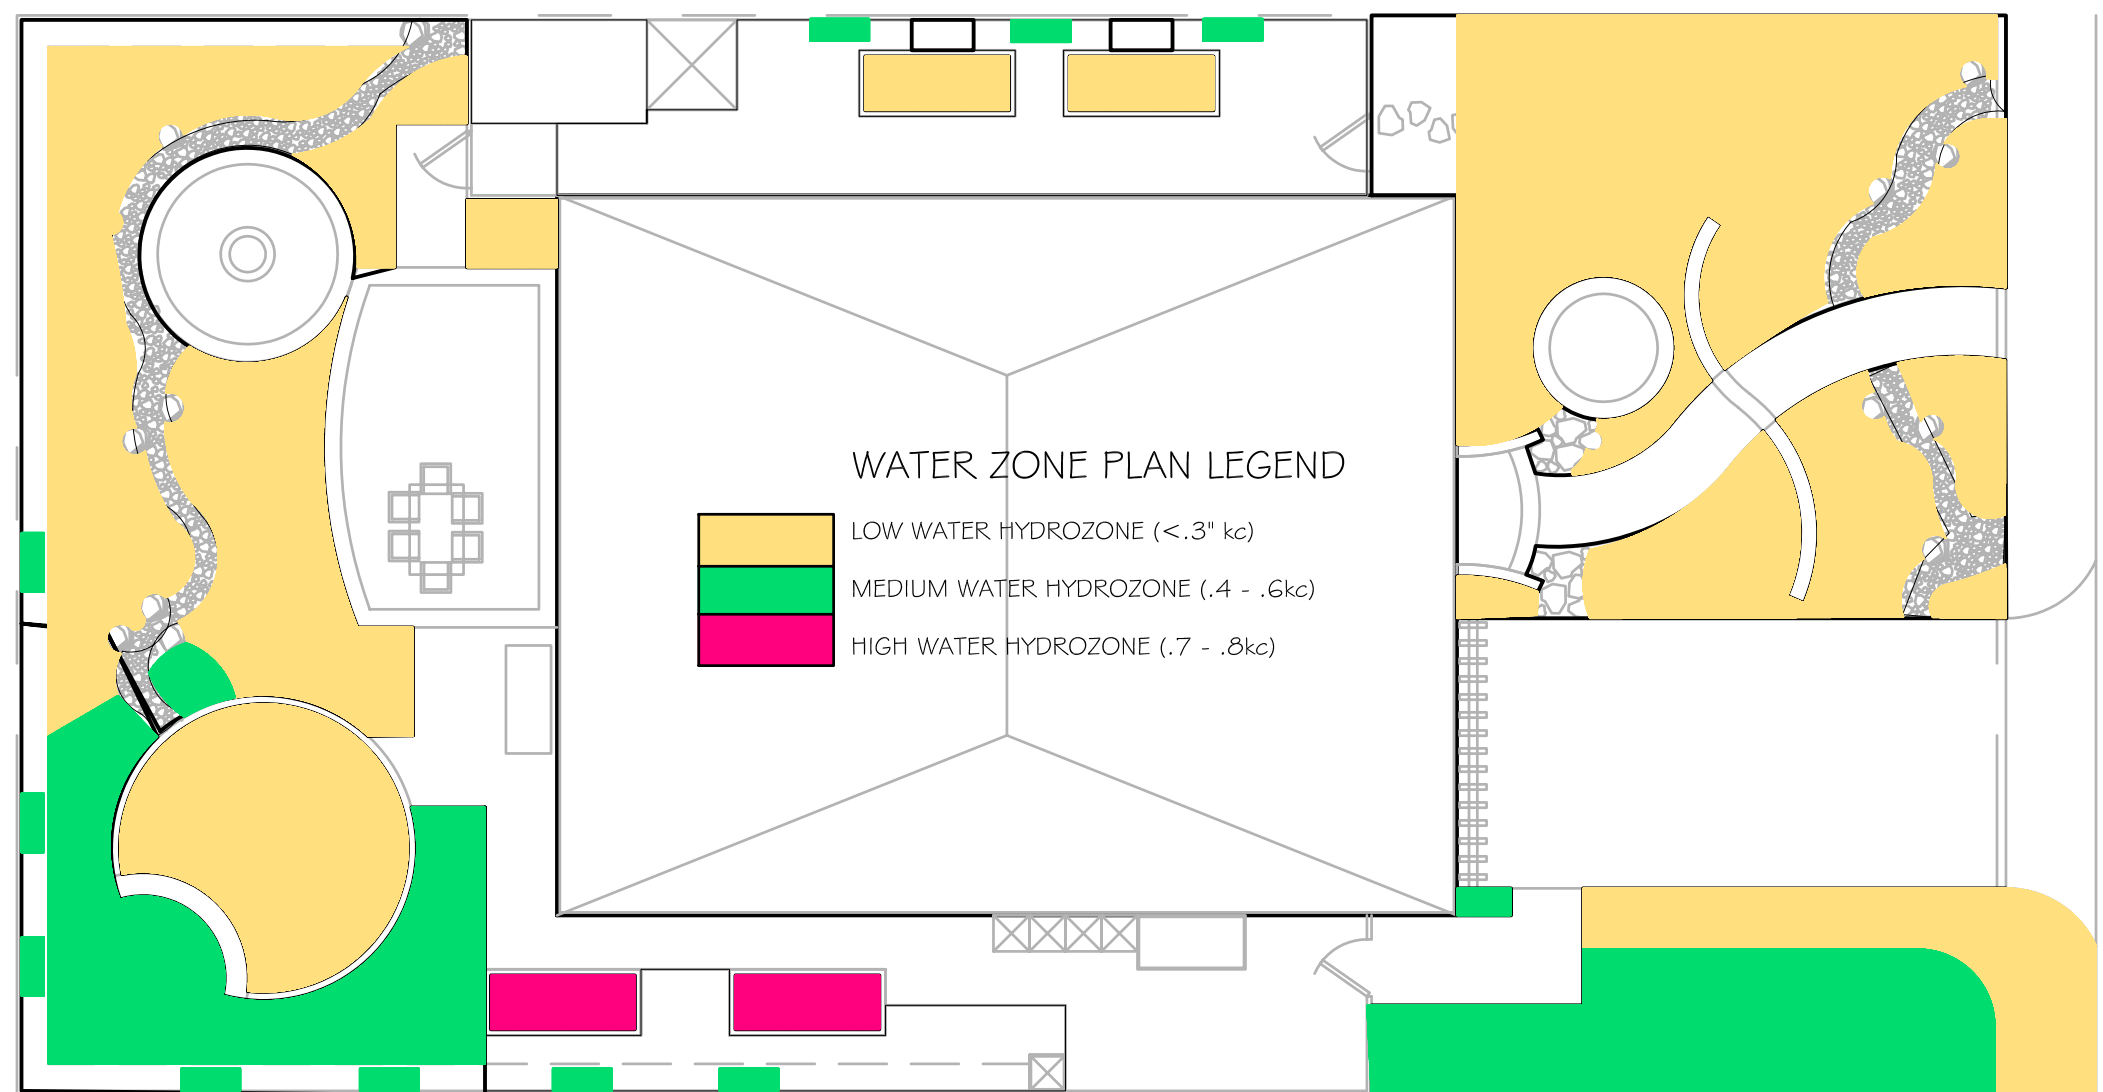 WATER ZONE PLAN LEGEND
LOW WATER HYDROZONE (<.3" kc)
MEDIUM WATER HYDROZONE (.4 - .6kc)
HIGH WATER HYDROZONE (.7 - .8kc)